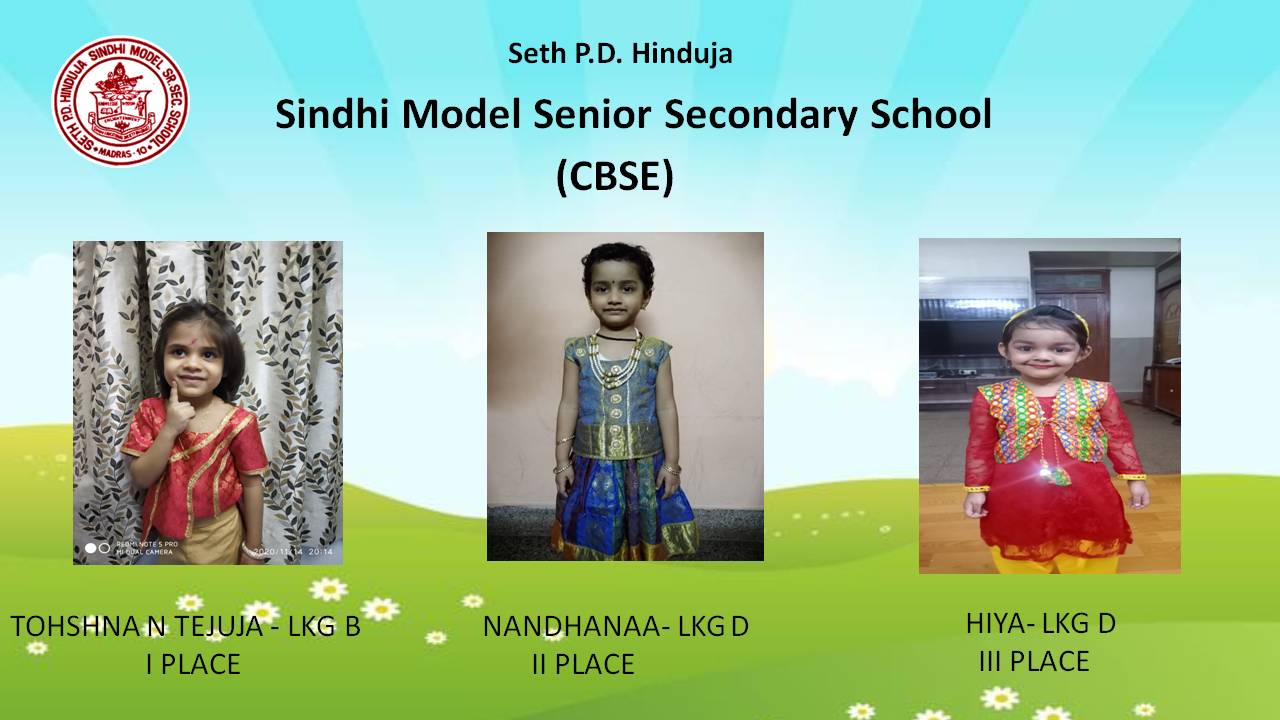 SETH P.D. HINDUJA SINDHI MODEL SR. SEC. SCHOOL
MADRAS - 10
Seth P.D. Hinduja
Sindhi Model Senior Secondary School
(CBSE)
REDMI NOTE 5 PRO
MI DUAL CAMERA
2020/11/14 20:14
TOHSHNA N TEJUJA - LKG B
I PLACE
NANDHANAA- LKG D
II PLACE
HIYA- LKG D
III PLACE